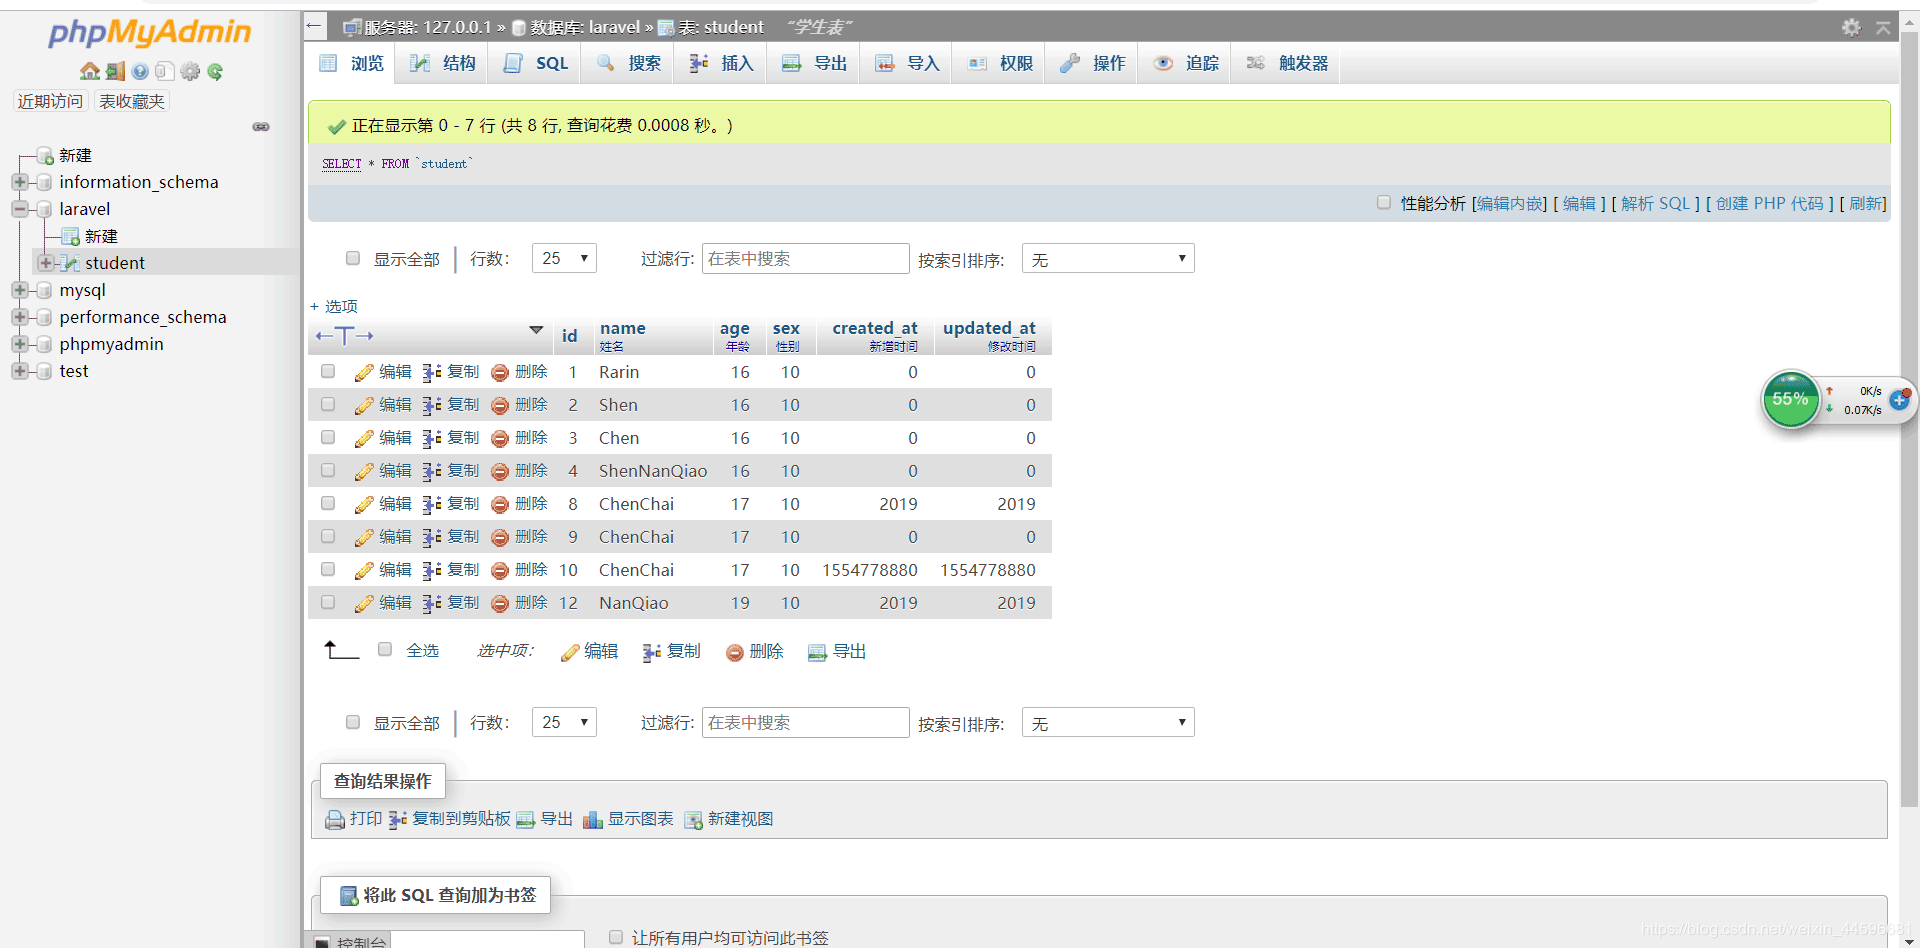 phpMyAdmin
近期访问 表收藏夹
新建
information_schema
laravel
新建
student
mysql
performance_schema
phpmyadmin
test
服务器: 127.0.0.1 » 数据库: laravel » 表: student “学生表”
浏览 结构 SQL 搜索 插入 导出 导入 权限 操作 追踪 触发器
正在显示第 0 - 7 行 (共 8 行, 查询花费 0.0008 秒。)
SELECT * FROM `student`
性能分析 [编辑内嵌] [ 编辑 ] [ 解析 SQL ] [ 创建 PHP 代码 ] [ 刷新]
显示全部 | 行数: 25 过滤行: 在表中搜索 按索引排序: 无
+ 选项
←T→ id name age sex created_at updated_at
姓名 年龄 性别 新增时间 修改时间
编辑 复制 删除 1 Rarin 16 10 0 0
编辑 复制 删除 2 Shen 16 10 0 0
编辑 复制 删除 3 Chen 16 10 0 0
编辑 复制 删除 4 ShenNanQiao 16 10 0 0
编辑 复制 删除 8 ChenChai 17 10 2019 2019
编辑 复制 删除 9 ChenChai 17 10 0 0
编辑 复制 删除 10 ChenChai 17 10 1554778880 1554778880
编辑 复制 删除 12 NanQiao 19 10 2019 2019
全选 选中项: 编辑 复制 删除 导出
显示全部 | 行数: 25 过滤行: 在表中搜索 按索引排序: 无
查询结果操作
打印 复制到剪贴板 导出 显示图表 新建视图
将此 SQL 查询加为书签
控制台 让所有用户均可访问此书签
55% 0K/s
0.07K/s
https://blog.csdn.net/weixin_44596681